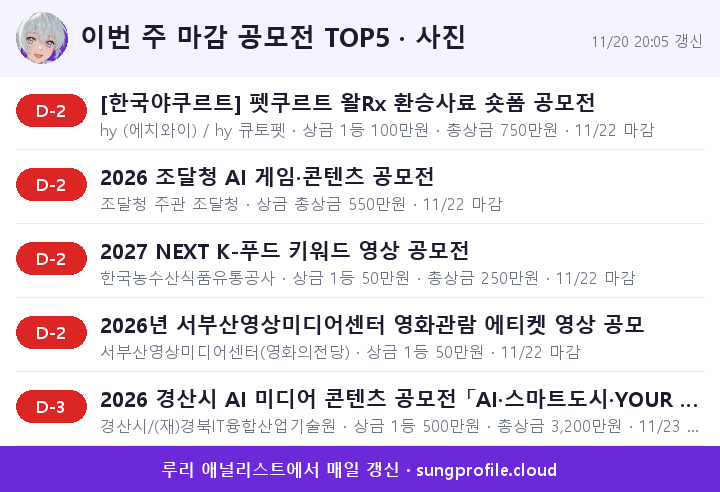 이번 주 마감 공모전 TOP5 · 사진
11/20 20:05 갱신
D-2
[한국야쿠르트] 펫쿠르트 왈Rx 환승사료 숏폼 공모전
hy (에치와이) / hy 큐토펫 · 상금 1등 100만원 · 총상금 750만원 · 11/22 마감
D-2
2026 조달청 AI 게임·콘텐츠 공모전
조달청 주관 조달청 · 상금 총상금 550만원 · 11/22 마감
D-2
2027 NEXT K-푸드 키워드 영상 공모전
한국농수산식품유통공사 · 상금 1등 50만원 · 총상금 250만원 · 11/22 마감
D-2
2026년 서부산영상미디어센터 영화관람 에티켓 영상 공모
서부산영상미디어센터(영화의전당) · 상금 1등 50만원 · 11/22 마감
D-3
2026 경산시 AI 미디어 콘텐츠 공모전 「AI·스마트도시·YOUR ...
경산시/(재)경북IT융합산업기술원 · 상금 1등 500만원 · 총상금 3,200만원 · 11/23 ...
루리 애널리스트에서 매일 갱신 · sungprofile.cloud